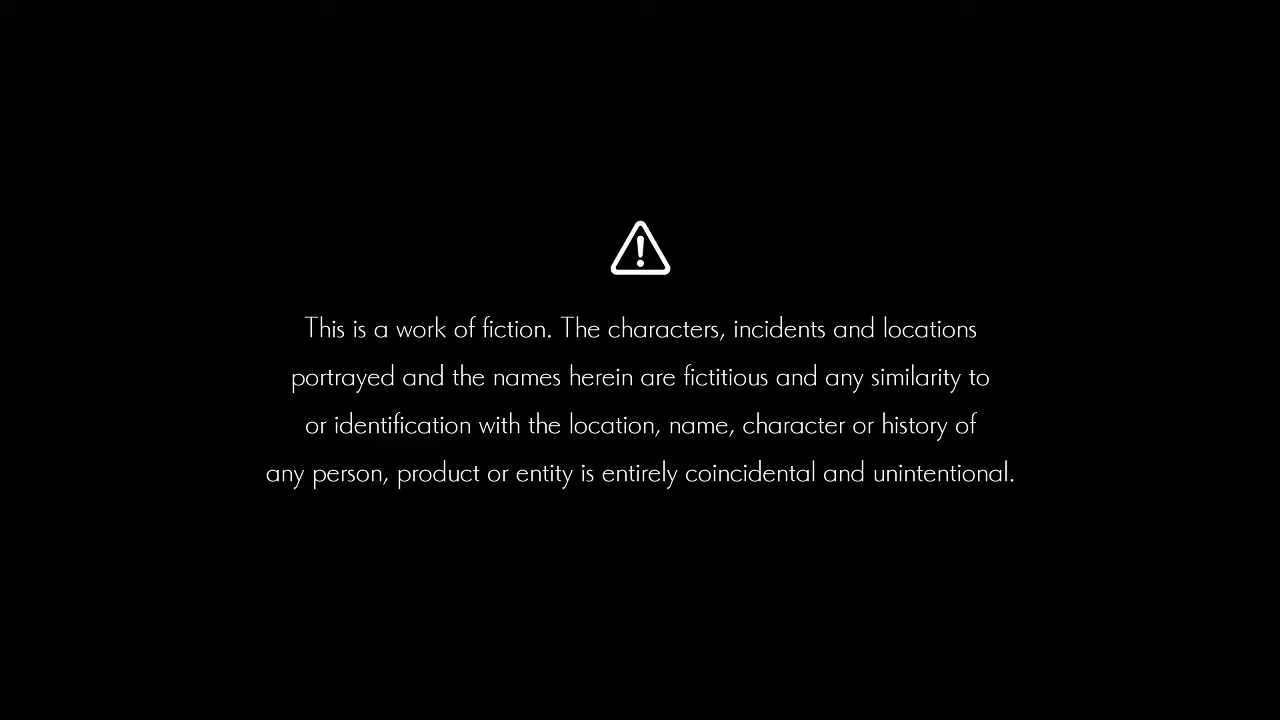 This is a work of fiction. The characters, incidents and locations
portrayed and the names herein are fictitious and any similarity to
or identification with the location, name, character or history of
any person, product or entity is entirely coincidental and unintentional.